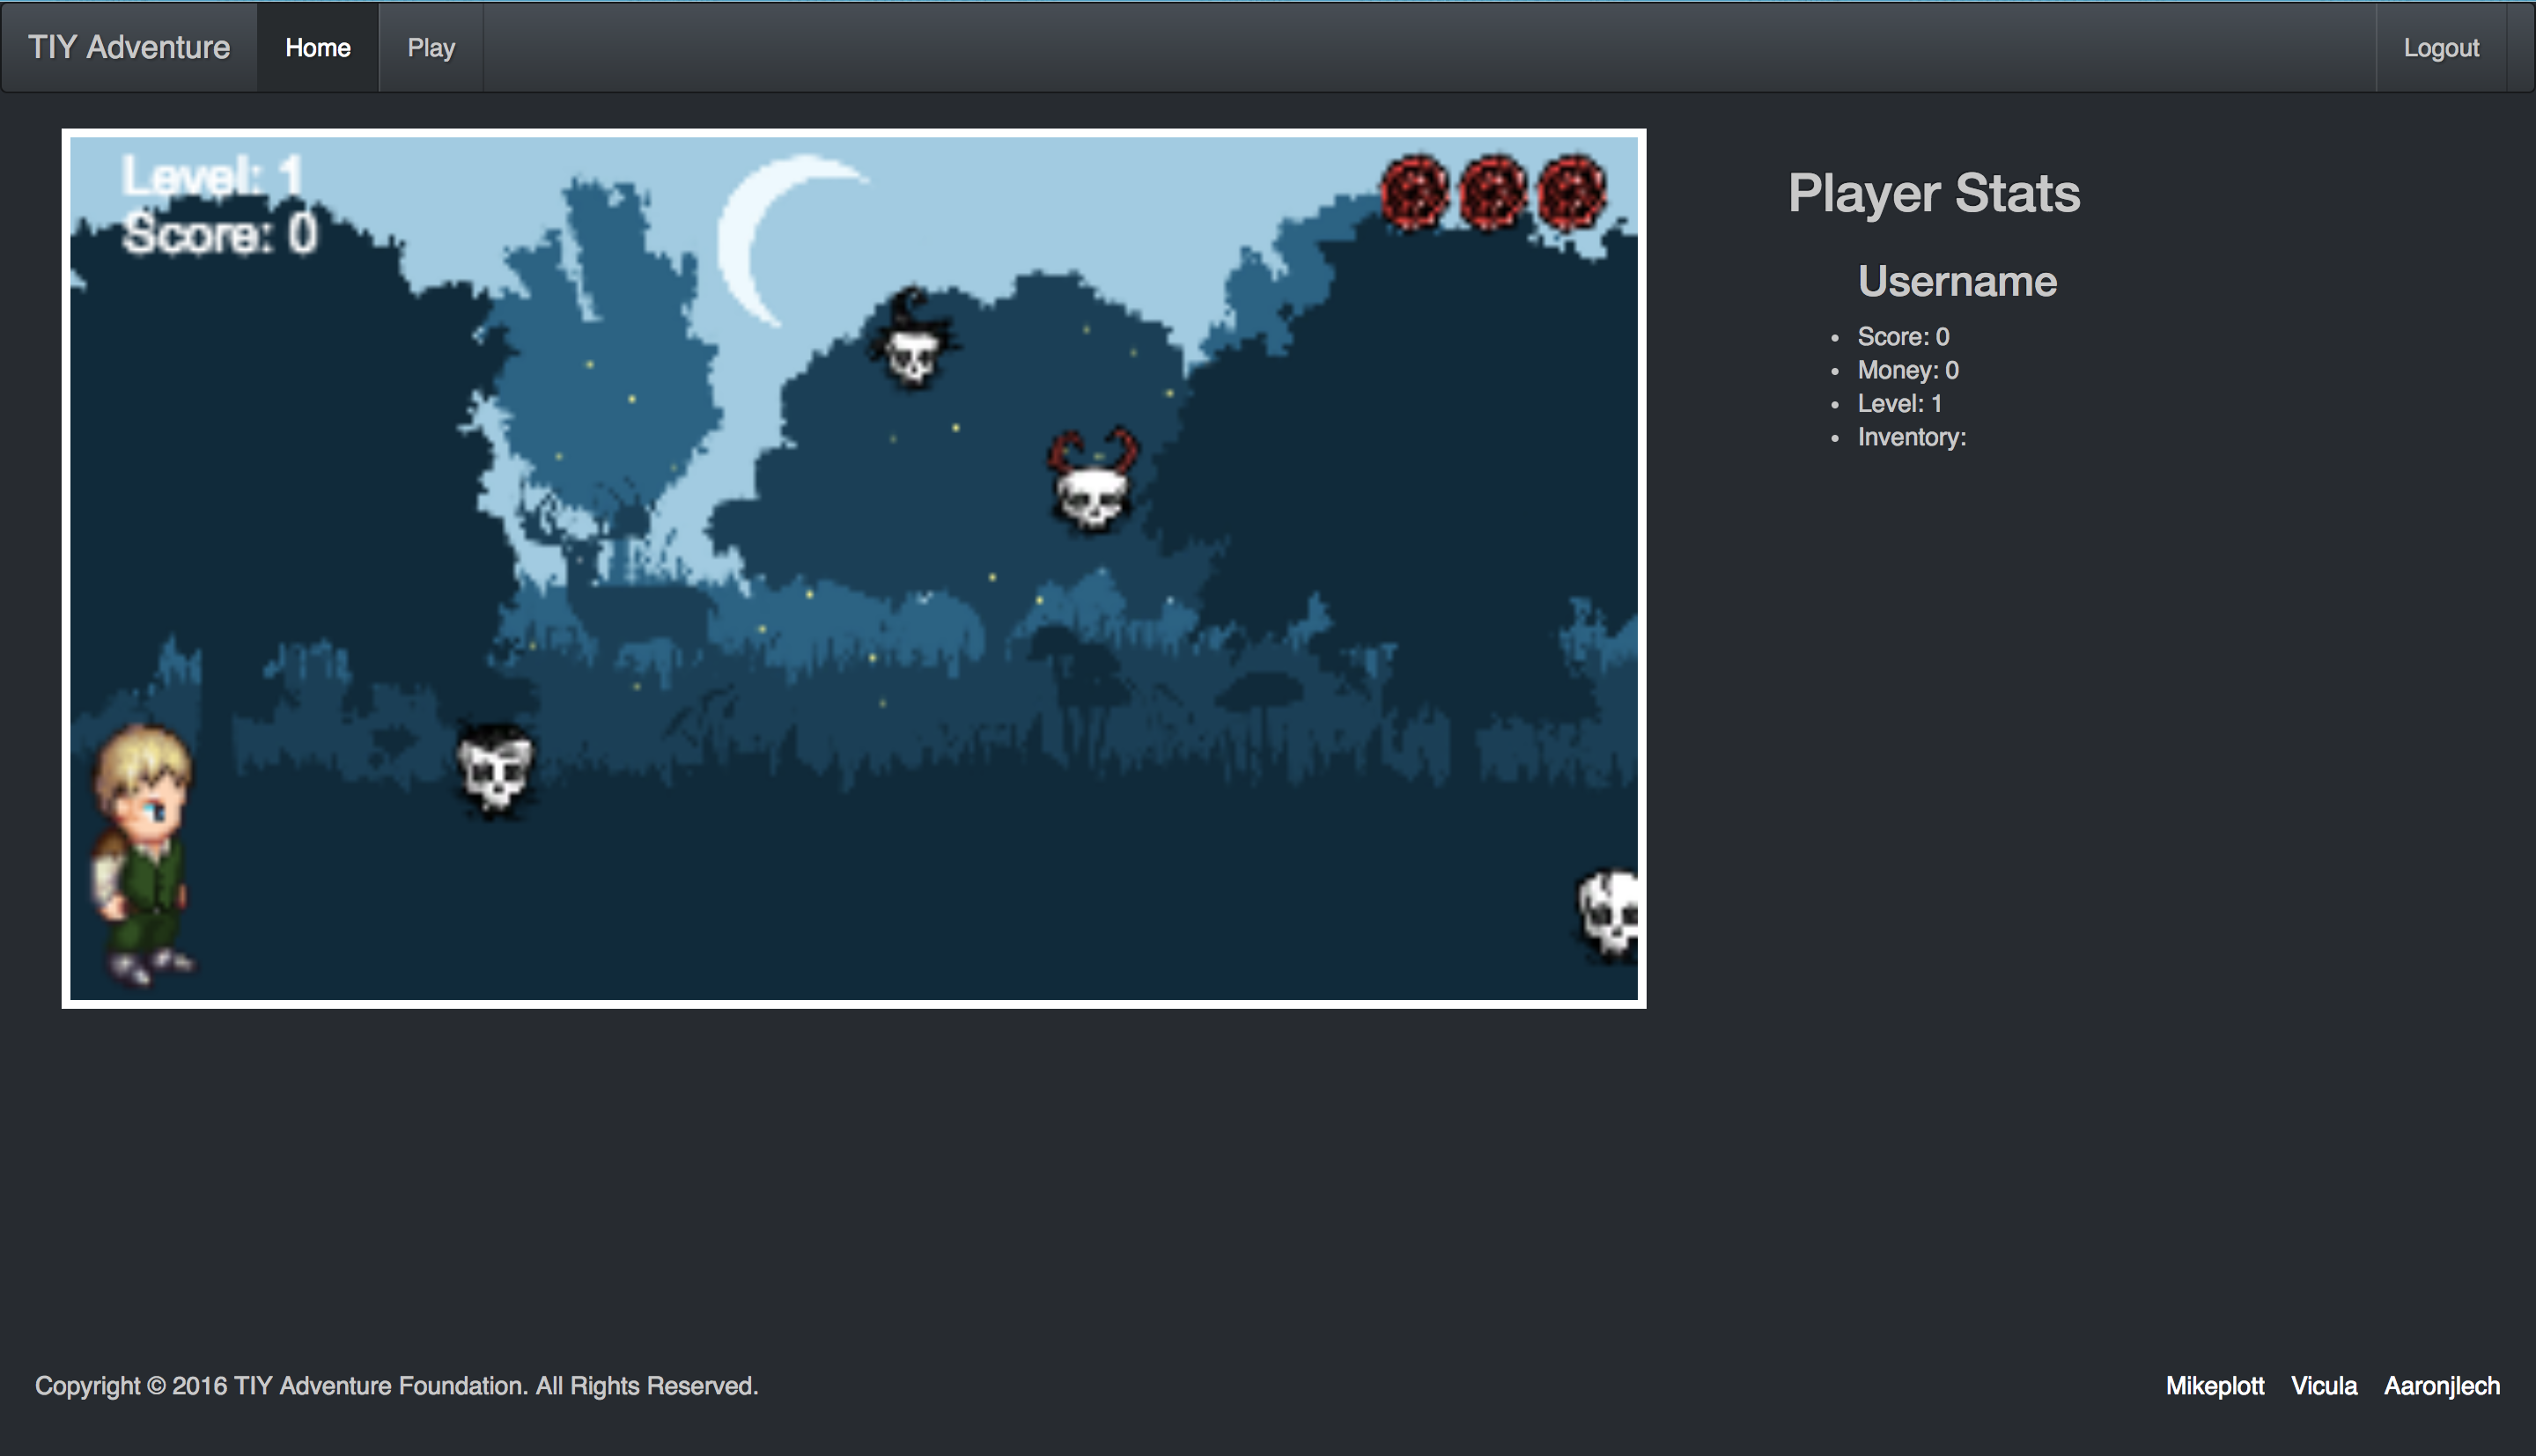 TIY Adventure Home Play Logout
Level: 1
Score: 0
Player Stats
Username
Score: 0
Money: 0
Level: 1
Inventory:
Copyright © 2016 TIY Adventure Foundation. All Rights Reserved.
Mikeplott Vicula Aaronjlech